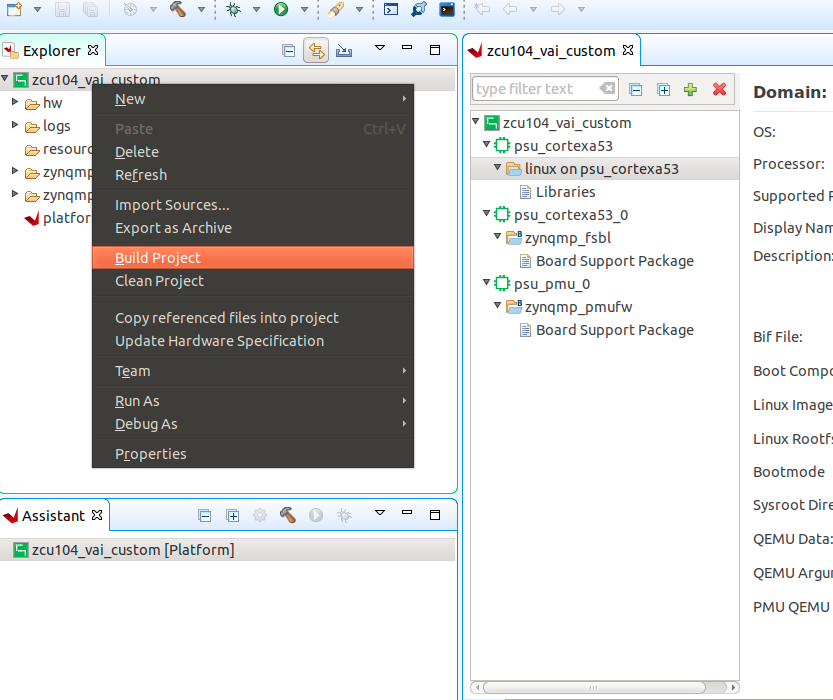 Explorer
zcu104_vai_custom
hw
logs
resourc
zynqmp
zynqmp
platfor
New
Paste Ctrl+V
Delete
Refresh
Import Sources...
Export as Archive
Build Project
Clean Project
Copy referenced files into project
Update Hardware Specification
Team
Run As
Debug As
Properties
Assistant
zcu104_vai_custom [Platform]
zcu104_vai_custom
type filter text
zcu104_vai_custom
psu_cortexa53
linux on psu_cortexa53
Libraries
psu_cortexa53_0
zynqmp_fsbl
Board Support Package
psu_pmu_0
zynqmp_pmufw
Board Support Package
Domain:
OS:
Processor:
Supported R
Display Nam
Description:
Bif File:
Boot Compo
Linux Image
Linux Rootfs
Bootmode
Sysroot Dire
QEMU Data:
QEMU Argum
PMU QEMU